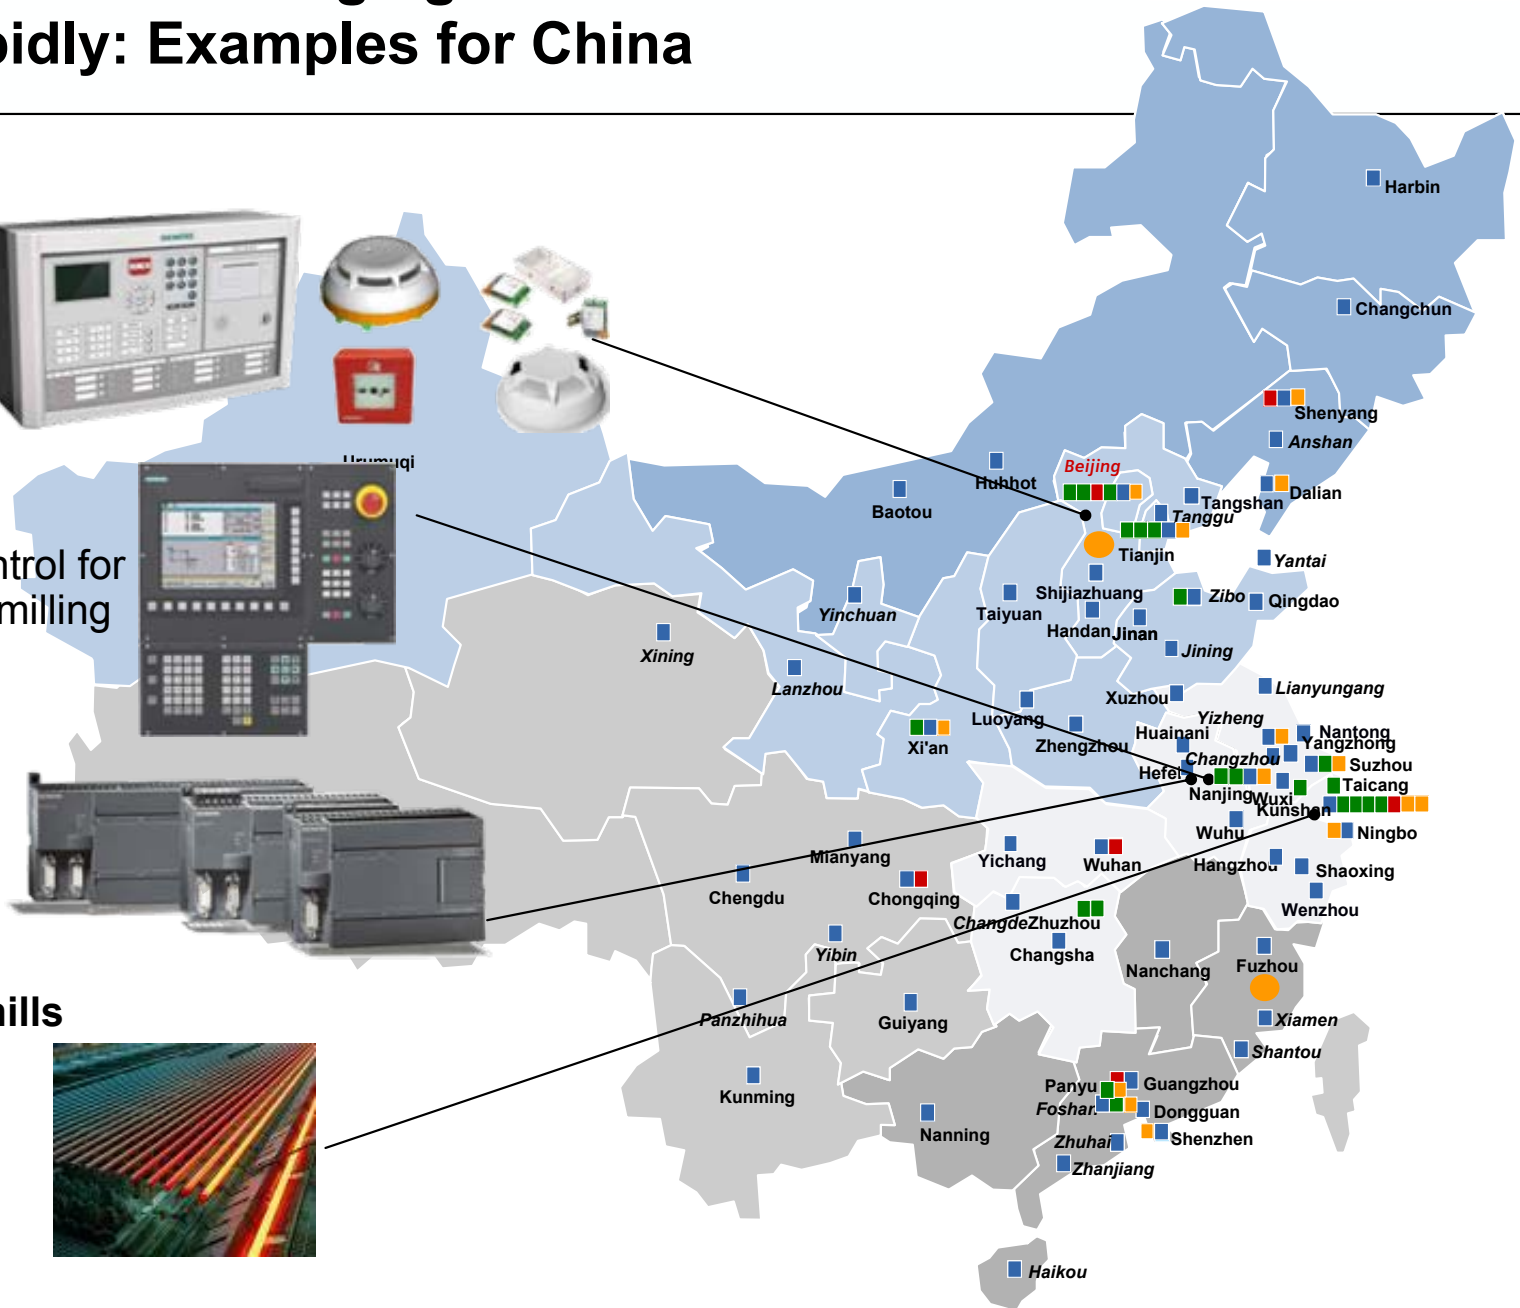 pidly: Examples for China
Harbin
Changchun
Shenyang
Anshan
SIEMENS
Urumuqi
Beijing
Huhhot
Baotou
Tangshan
Dalian
Tanggu
Tianjin
Yantai
ntrol for
milling
Shijiazhuang
Taiyuan
Yinchuan
Zibo
Qingdao
Handan
Jinan
Xining
Jining
Lanzhou
Xuzhou
Lianyungang
Luoyang
Yizheng
Xi'an
Zhengzhou
Huainani
Nantong
Yangzhong
Changzhou
Suzhou
Hefei
Nanjing
Wuxi
Taicang
Kunshan
Wuhu
Ningbo
Mianyang
Yichang
Wuhan
Hangzhou
Shaoxing
Chengdu
Chongqing
Wenzhou
Changde
Zhuzhou
Yibin
Changsha
Nanchang
Fuzhou
ills
Panzhihua
Guiyang
Xiamen
Shantou
Kunming
Panyu
Guangzhou
Foshan
Dongguan
Nanning
Zhuhai
Shenzhen
Zhanjiang
Haikou